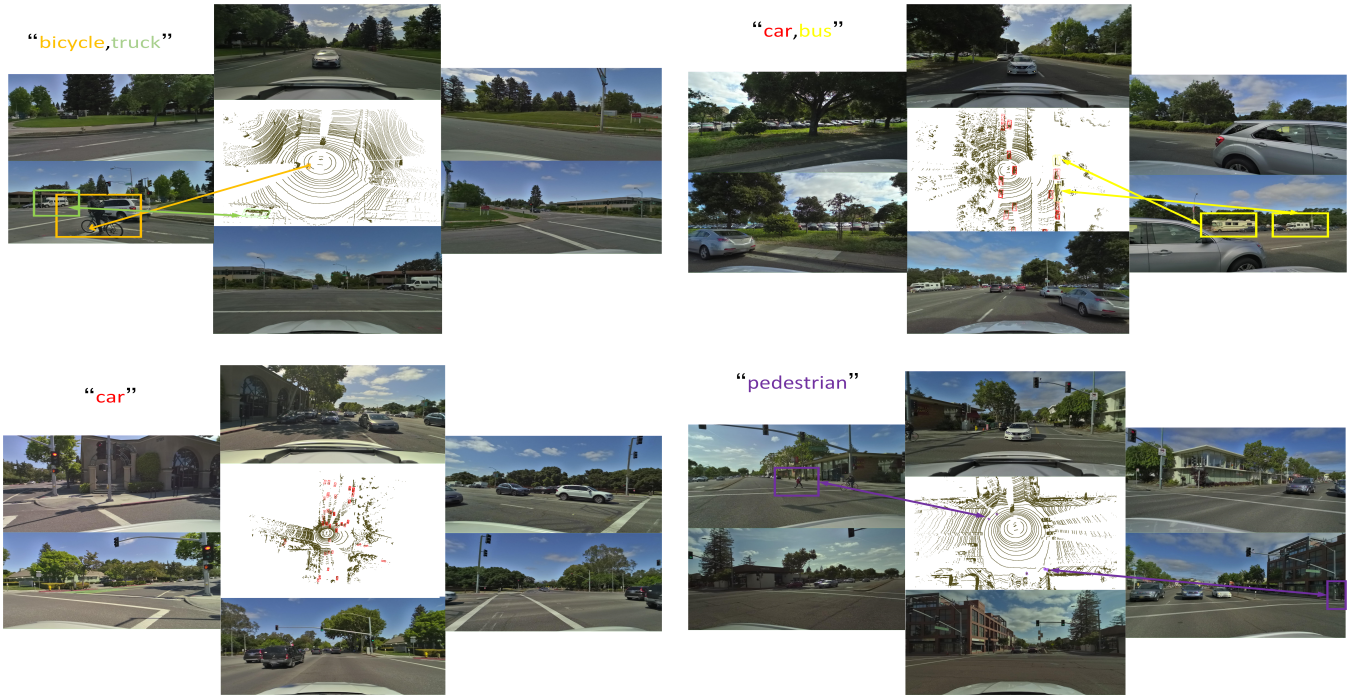 “bicycle,truck”
“car,bus”
“car”
“pedestrian”